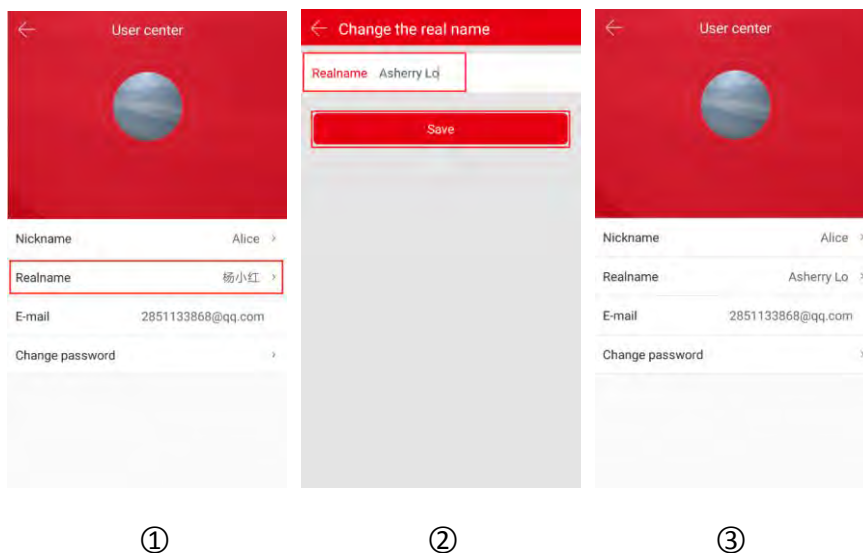 User center
Nickname Alice
Realname 杨小红
E-mail 2851133868@qq.com
Change password
Change the real name
Realname Asherry Lo
Save
User center
Nickname Alice
Realname Asherry Lo
E-mail 2851133868@qq.com
Change password
① ② ③